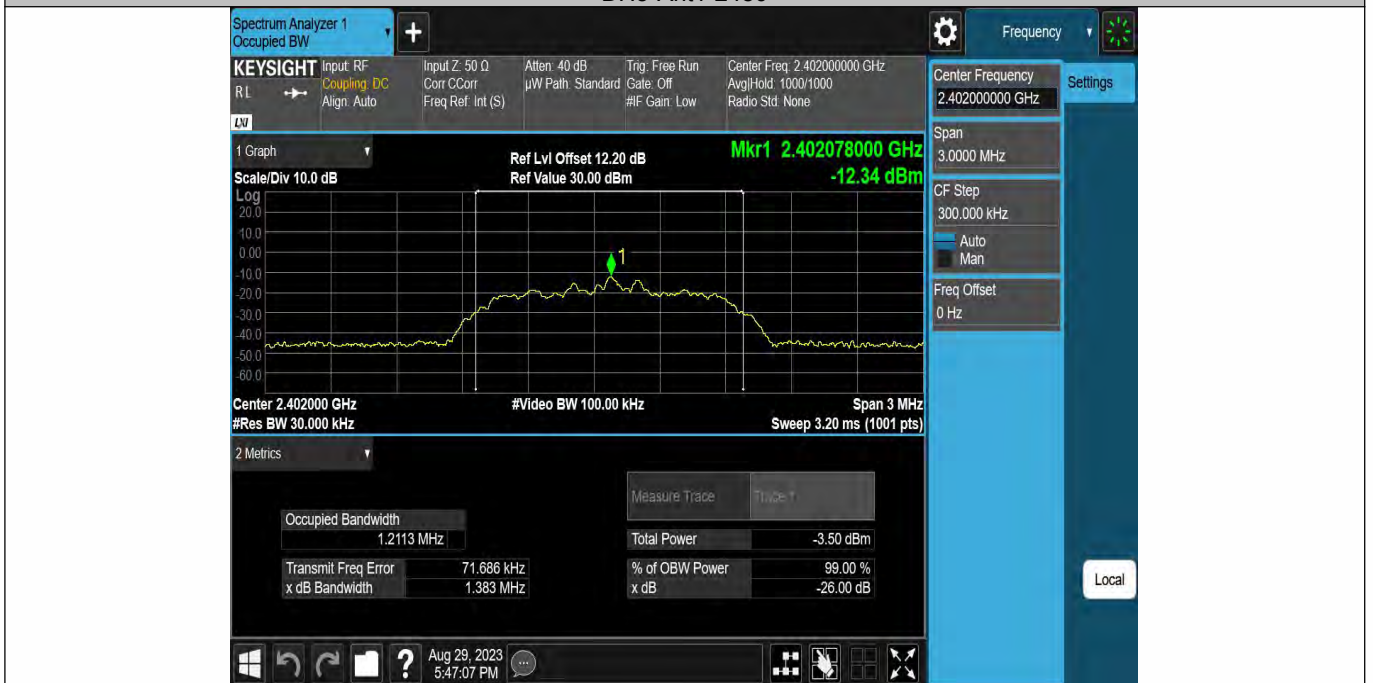 Spectrum Analyzer 1
Occupied BW
+
Frequency
KEYSIGHT
RL
LXI
Input: RF
Coupling: DC
Align: Auto
Input Z: 50 Ω
Corr CCorr
Freq Ref: Int (S)
Atten: 40 dB
µW Path: Standard
Trig: Free Run
Gate: Off
#IF Gain: Low
Center Freq: 2.402000000 GHz
Avg|Hold: 1000/1000
Radio Std: None
Center Frequency
2.402000000 GHz
Settings
Span
3.0000 MHz
CF Step
300.000 kHz
Auto
Man
Freq Offset
0 Hz
Local
1 Graph
Scale/Div 10.0 dB
Ref Lvl Offset 12.20 dB
Ref Value 30.00 dBm
Mkr1 2.402078000 GHz
-12.34 dBm
Log
20.0
10.0
0.00
-10.0
-20.0
-30.0
-40.0
-50.0
-60.0
1
Center 2.402000 GHz
#Res BW 30.000 kHz
#Video BW 100.00 kHz
Span 3 MHz
Sweep 3.20 ms (1001 pts)
2 Metrics
Measure Trace Trace 1
Occupied Bandwidth
1.2113 MHz
Total Power -3.50 dBm
Transmit Freq Error 71.686 kHz
% of OBW Power 99.00 %
x dB Bandwidth 1.383 MHz
x dB -26.00 dB
?
Aug 29, 2023
5:47:07 PM